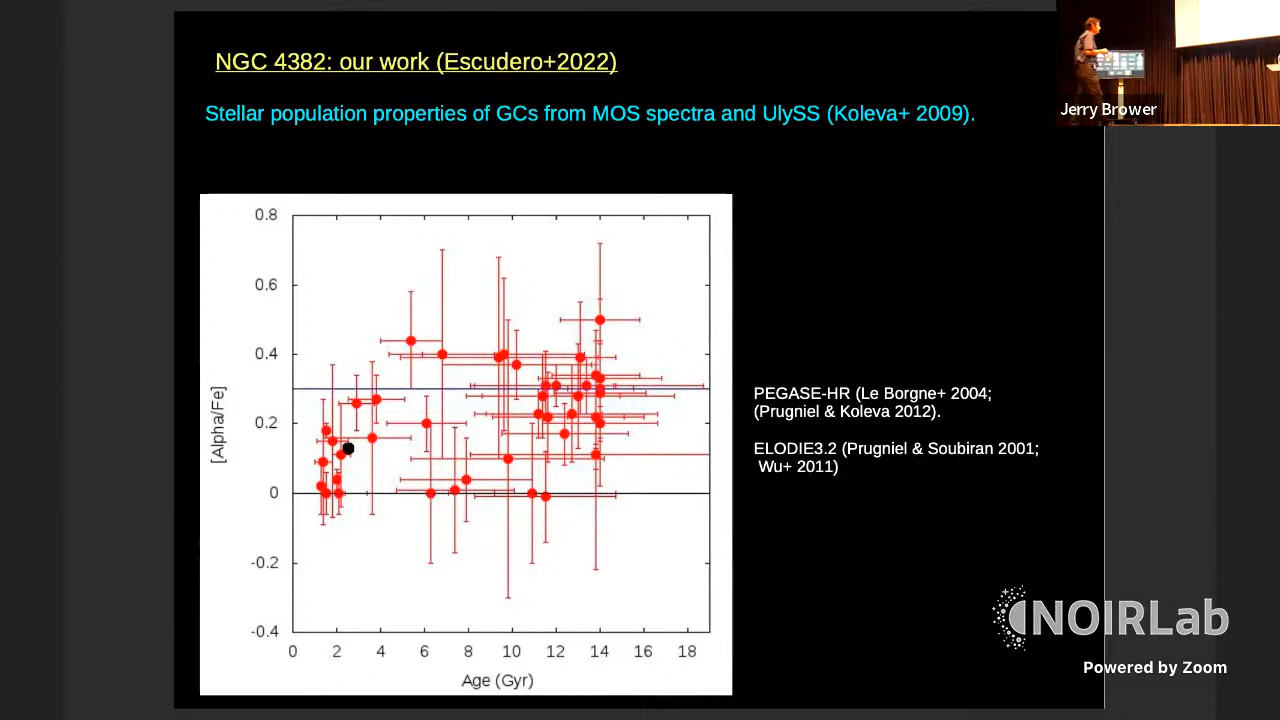 NGC 4382: our work (Escudero+2022)
Stellar population properties of GCs from MOS spectra and UlySS (Koleva+ 2009).
Jerry Brower
0.8
0.6
0.4
0.2
0
-0.2
-0.4
[Alpha/Fe]
0 2 4 6 8 10 12 14 16 18
Age (Gyr)
PEGASE-HR (Le Borgne+ 2004;
(Prugniel & Koleva 2012).
ELODIE3.2 (Prugniel & Soubiran 2001;
Wu+ 2011)
NOIRLab
Powered by Zoom